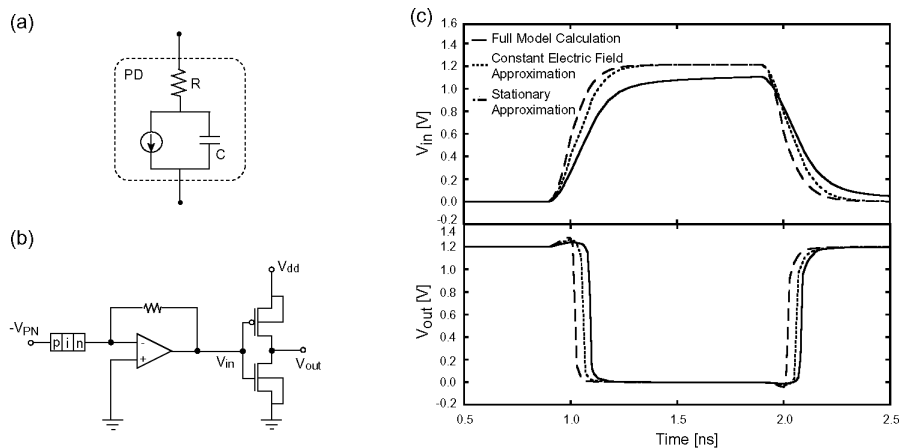 (a)
PD
R
C
(b)
V_dd
-V_PN
p i n
-
+
V_in
V_out
(c)
1.6
1.4
1.2
1.0
0.8
0.6
0.4
0.2
0.0
-0.2
V_in [V]
Full Model Calculation
Constant Electric Field
Approximation
Stationary
Approximation
1.4
1.2
1.0
0.8
0.6
0.4
0.2
0.0
-0.2
V_out [V]
0.5 1.0 1.5 2.0 2.5
Time [ns]